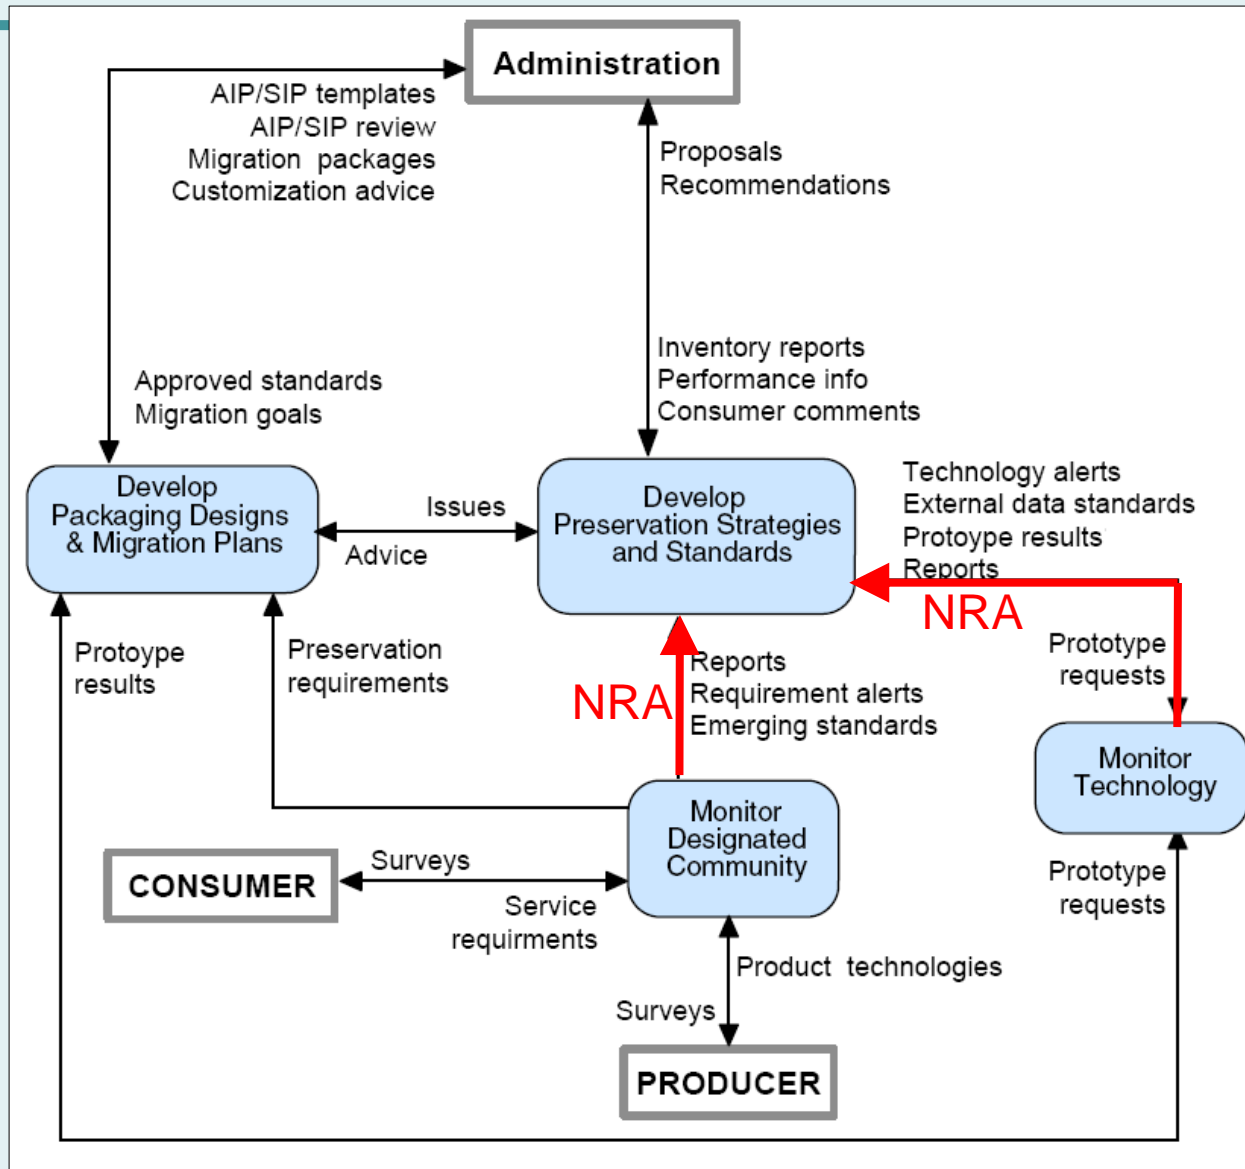 Administration
AIP/SIP templates
AIP/SIP review
Migration packages
Customization advice
Proposals
Recommendations
Inventory reports
Performance info
Consumer comments
Approved standards
Migration goals
Develop
Packaging Designs
& Migration Plans
Issues
Advice
Develop
Preservation Strategies
and Standards
Technology alerts
External data standards
Protoype results
Reports
NRA
Protoype
results
Preservation
requirements
NRA
Reports
Requirement alerts
Emerging standards
Prototype
requests
Monitor
Technology
Monitor
Designated
Community
CONSUMER
Surveys
Service
requirments
Prototype
requests
Product technologies
Surveys
PRODUCER